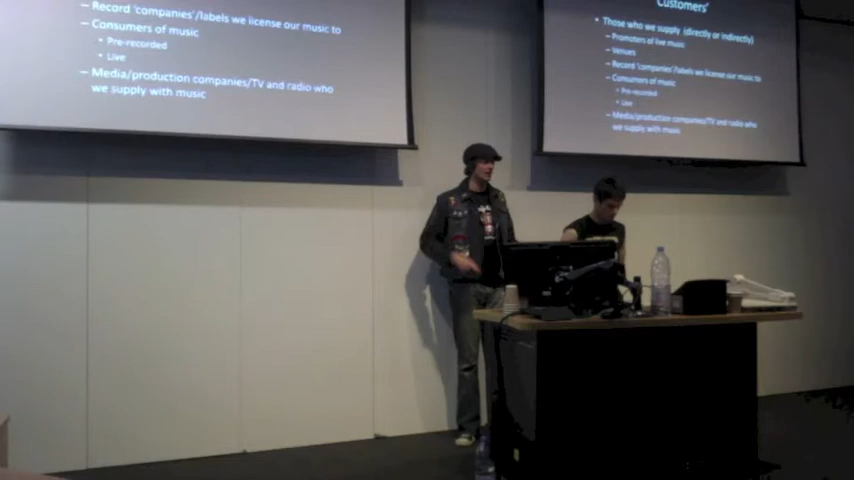 – Record 'companies'/labels we license our music to
– Consumers of music
• Pre-recorded
• Live
– Media/production companies/TV and radio who
we supply with music
Customers'
• Those who we supply (directly or indirectly)
– Promoters of live music
– Venues
– Record 'companies'/labels we license our music to
– Consumers of music
• Pre-recorded
• Live
– Media/production companies/TV and radio who
we supply with music